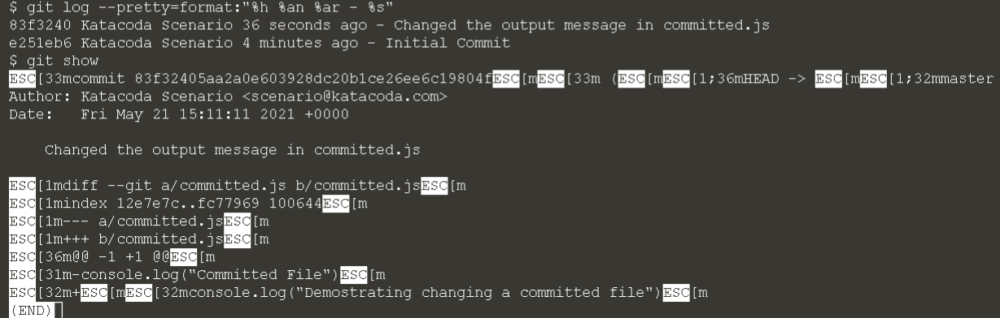 $ git log --pretty=format:"%h %an %ar - %s"
83f3240 Katacoda Scenario 36 seconds ago - Changed the output message in committed.js
e251eb6 Katacoda Scenario 4 minutes ago - Initial Commit
$ git show
ESC[33mcommit 83f32405aa2a0e603928dc20b1ce26ee6c19804fESC[mESC[33m (ESC[mESC[1;36mHEAD -> ESC[mESC[1;32mmaster
Author: Katacoda Scenario <scenario@katacoda.com>
Date:   Fri May 21 15:11:11 2021 +0000
    Changed the output message in committed.js
ESC[1mdiff --git a/committed.js b/committed.jsESC[m
ESC[1mindex 12e7e7c..fc77969 100644ESC[m
ESC[1m--- a/committed.jsESC[m
ESC[1m+++ b/committed.jsESC[m
ESC[36m@@ -1 +1 @@ESC[m
ESC[31m-console.log("Committed File")ESC[m
ESC[32m+ESC[mESC[32mconsole.log("Demostrating changing a committed file")ESC[m
(END)